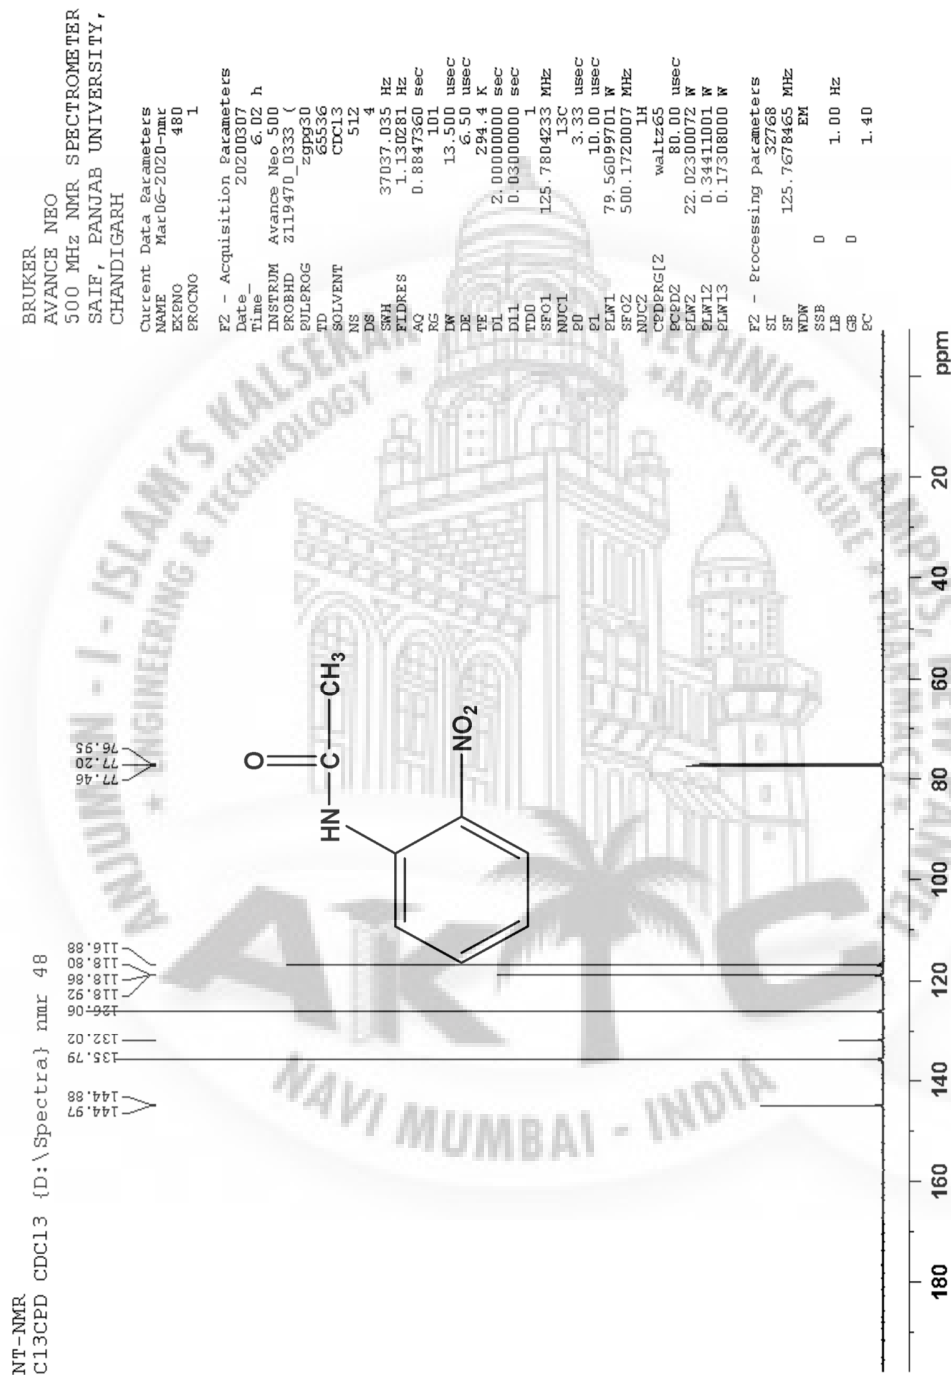 NT-NMR
C13CPD CDCl3 {D:\Spectra} nmr 48
144.97
144.88
135.79
132.02
126.06
118.92
118.86
118.80
116.88
77.46
77.20
76.95
BRUKER
AVANCE NEO
500 MHz NMR SPECTROMETER
SAIF, PANJAB UNIVERSITY,
CHANDIGARH
Current Data Parameters
NAME Mar06-2020-nmr
EXPNO 480
PROCNO 1
F2 - Acquisition Parameters
Date_ 20200307
Time 6.02 h
INSTRUM Avance Neo 500
PROBHD Z119470_0333 (
PULPROG zgpg30
TD 65536
SOLVENT CDCl3
NS 512
DS 4
SWH 37037.035 Hz
FIDRES 1.130281 Hz
AQ 0.8847360 sec
RG 101
DW 13.500 usec
DE 6.50 usec
TE 294.4 K
D1 2.00000000 sec
D11 0.03000000 sec
TD0 1
SFO1 125.7804233 MHz
NUC1 13C
P0 3.33 usec
P1 10.00 usec
PLW1 79.56099701 W
SFO2 500.1720007 MHz
NUC2 1H
CPDPRG[2 waltz65
PCPD2 80.00 usec
PLW2 22.02300072 W
PLW12 0.34411001 W
PLW13 0.17308000 W
F2 - Processing parameters
SI 32768
SF 125.7678465 MHz
WDW EM
SSB 0
LB 1.00 Hz
GB 0
PC 1.40
O
HN C CH3
NO2
180 160 140 120 100 80 60 40 20 ppm
ANJUMAN - I - ISLAM'S KALSEKAR TECHNICAL CAMPUS,
ENGINEERING & TECHNOLOGY * ARCHITECTURE *
AKTC
NAVI MUMBAI - INDIA